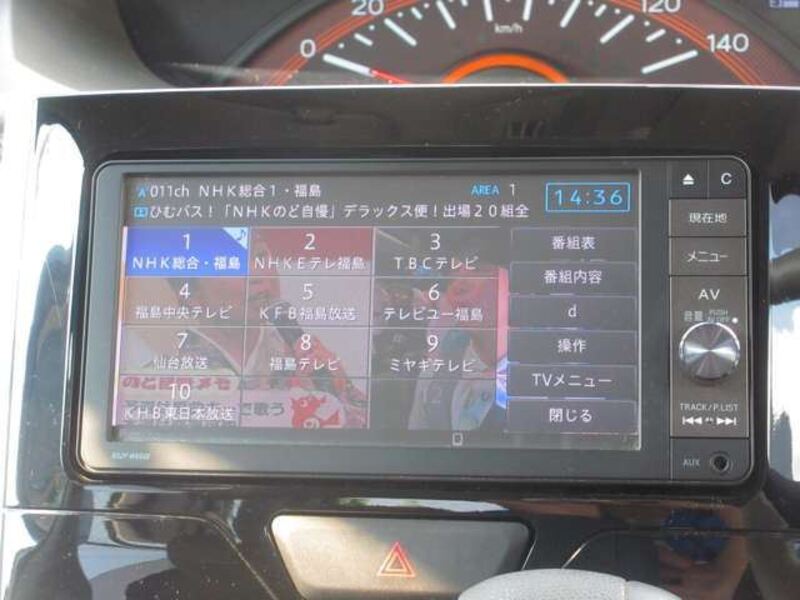 0
20
120
140
km/h
011ch NHK総合1・福島
AREA 1
14:36
ひむバス!「NHKのど自慢」デラックス便!出場20組全
1
NHK総合・福島
2
NHKEテレ福島
3
TBCテレビ
番組表
番組内容
4
福島中央テレビ
5
KFB福島放送
6
テレビユー福島
d
操作
7
仙台放送
8
福島テレビ
9
ミヤギテレビ
TVメニュー
10
KHB東日本放送
12
閉じる
C
現在地
メニュー
AV
音量
PUSH
AV OFF
TRACK/P.LIST
AUX